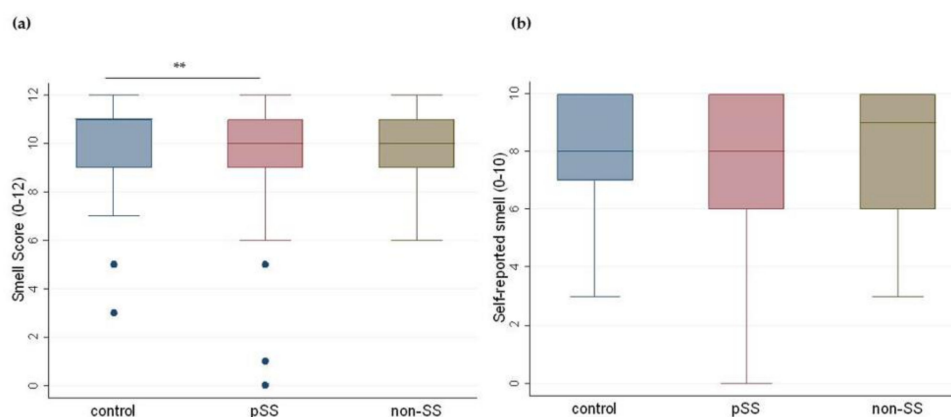 (a)
(b)
**
Smell Score (0-12)
12
10
8
6
4
2
0
control
pSS
non-SS
Self-reported smell (0-10)
10
8
6
4
2
0
control
pSS
non-SS